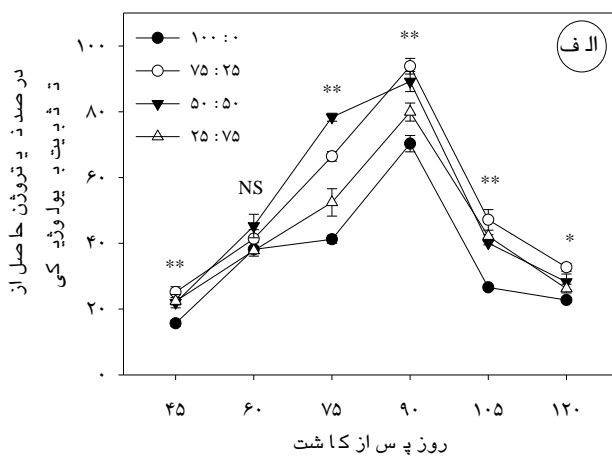 الف
۱۰۰:۰
۷۵:۲۵
۵۰:۵۰
۲۵:۷۵
درصد نیتروژن حاصل از
تثبیت بیولوژیکی
۱۰۰
۸۰
۶۰
۴۰
۲۰
۰
**
NS
**
**
**
*
۴۵ ۶۰ ۷۵ ۹۰ ۱۰۵ ۱۲۰
روز پس از کاشت